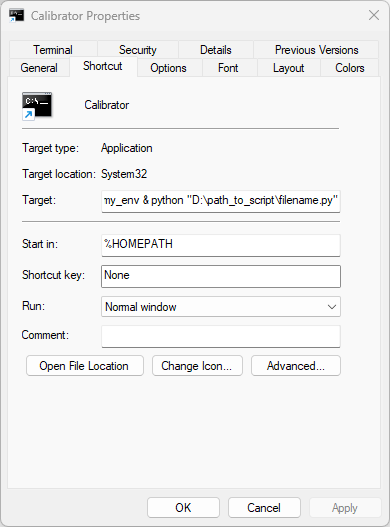 Calibrator Properties
Terminal Security Details Previous Versions
General Shortcut Options Font Layout Colors
C:\
Calibrator
Target type: Application
Target location: System32
Target: my_env & python "D:\path_to_script\filename.py"
Start in: %HOMEPATH
Shortcut key: None
Run: Normal window
Comment:
Open File Location Change Icon... Advanced...
OK Cancel Apply